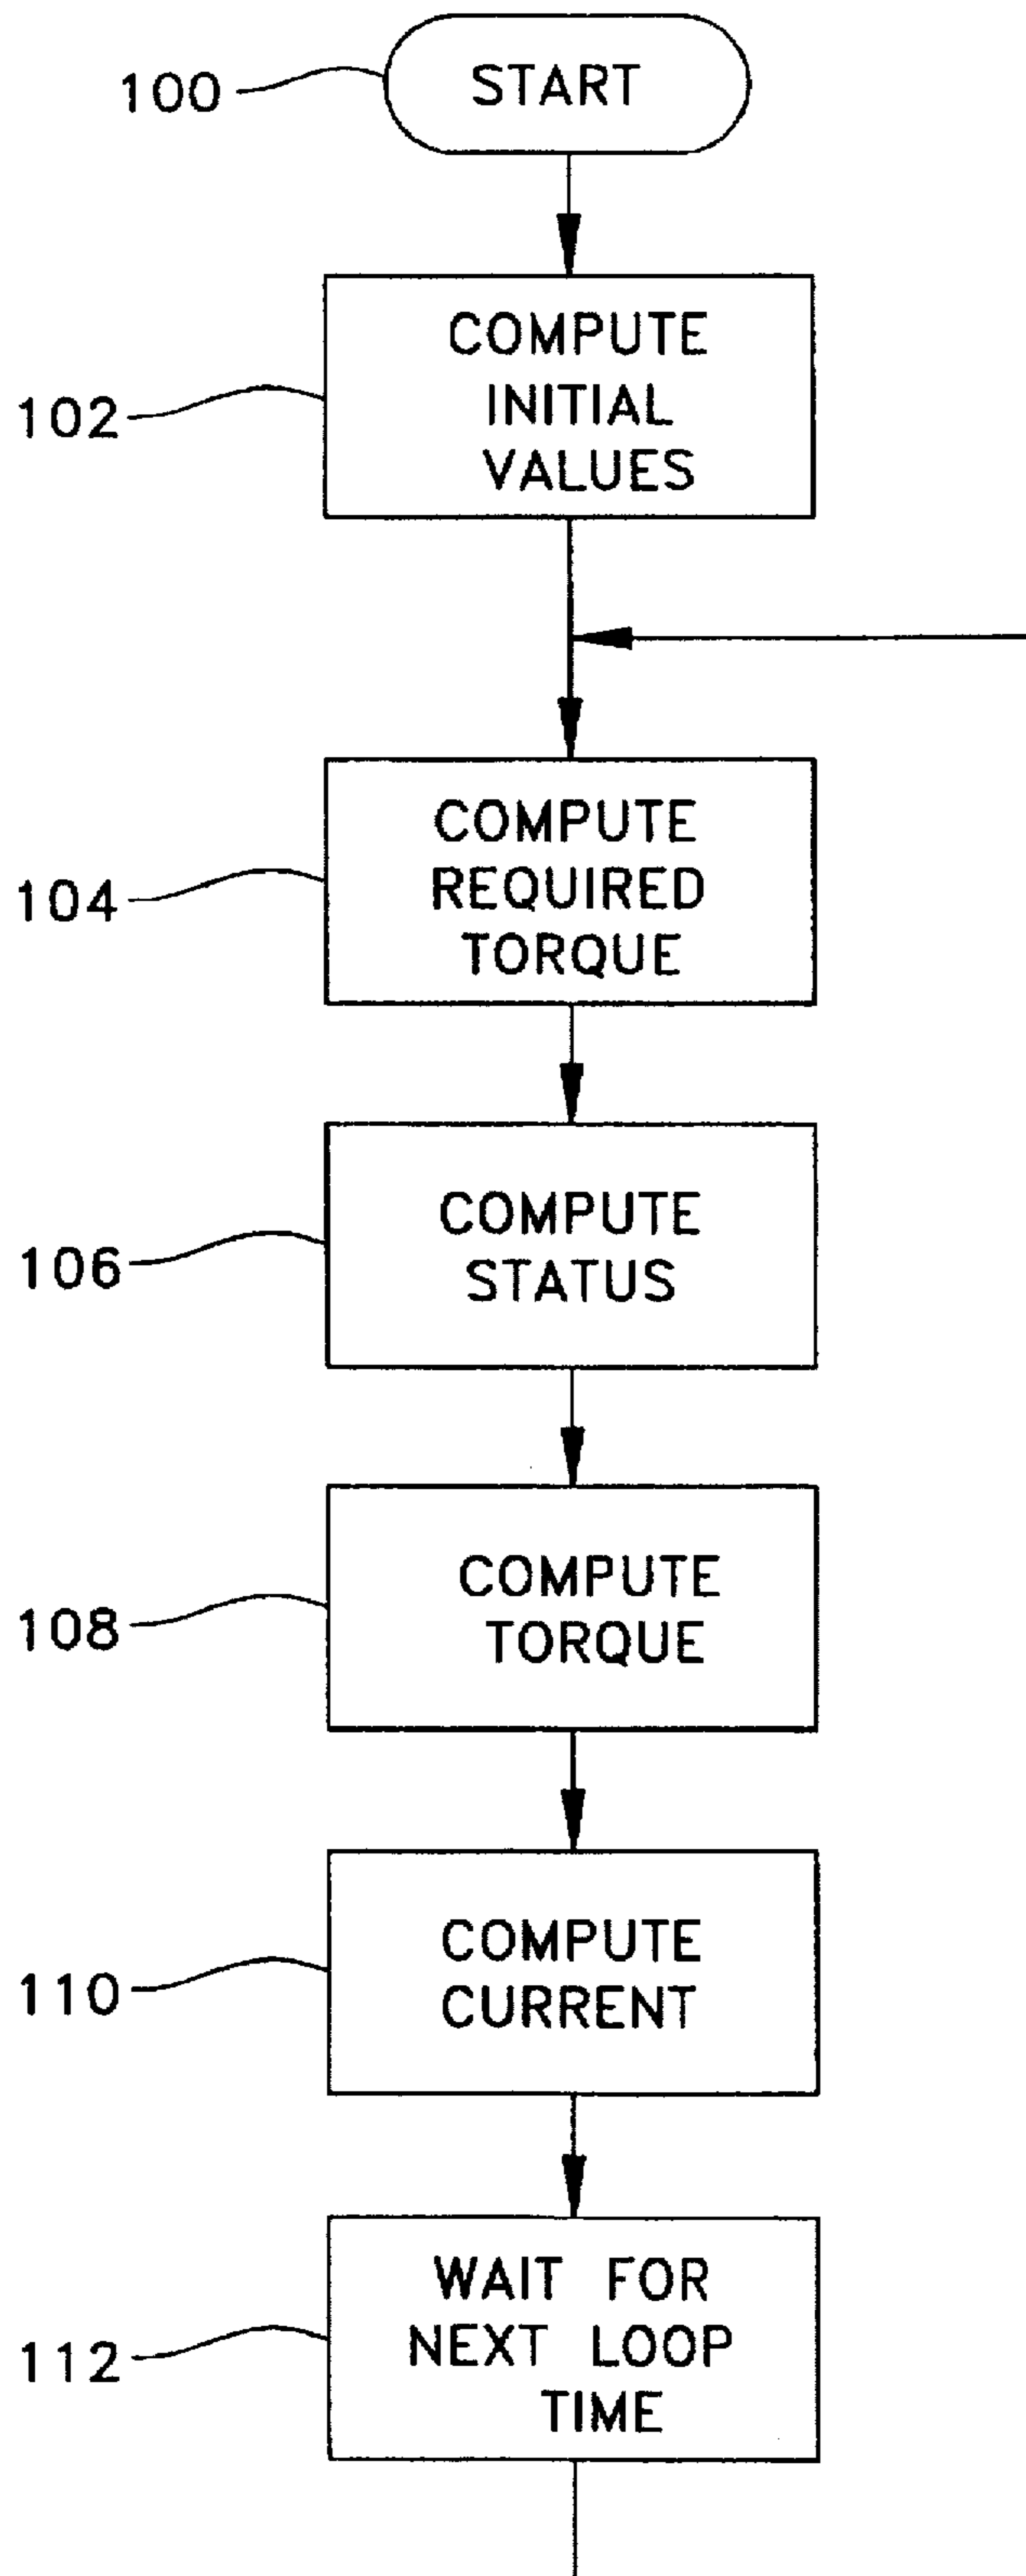 100
START
102
COMPUTE
INITIAL
VALUES
104
COMPUTE
REQUIRED
TORQUE
106
COMPUTE
STATUS
108
COMPUTE
TORQUE
110
COMPUTE
CURRENT
112
WAIT FOR
NEXT LOOP
TIME